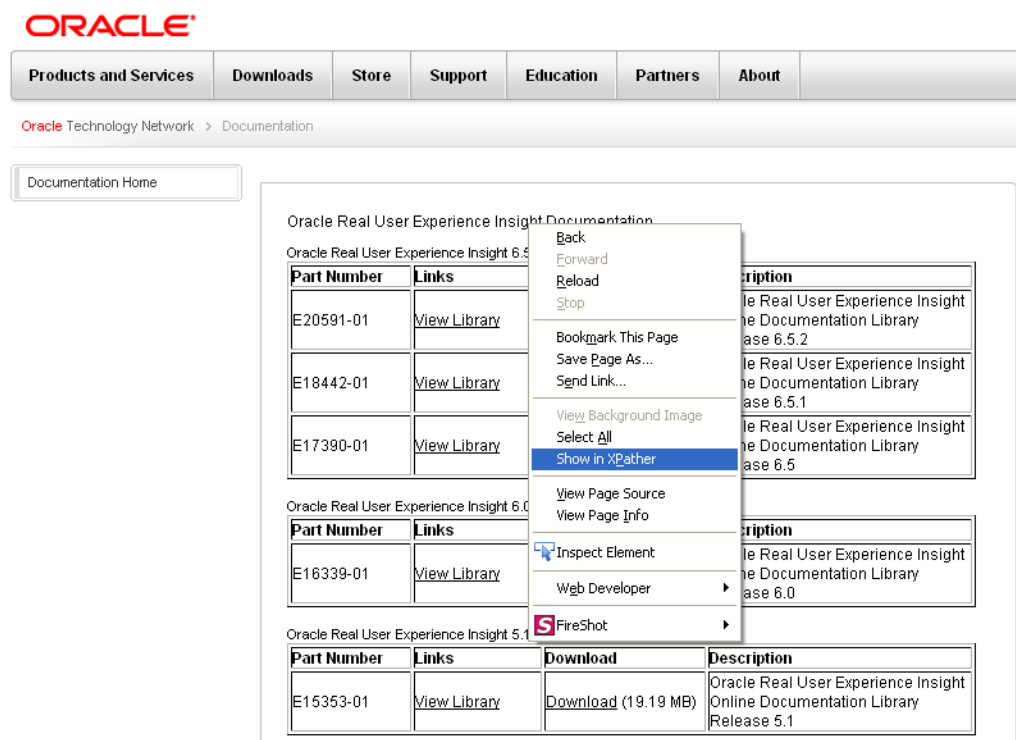 ORACLE
Products and Services Downloads Store Support Education Partners About
Oracle Technology Network > Documentation
Documentation Home
Oracle Real User Experience Insight Documentation
Oracle Real User Experience Insight 6.5
Part Number Links cription
E20591-01 View Library
le Real User Experience Insight
ne Documentation Library
ase 6.5.2
E18442-01 View Library
le Real User Experience Insight
ne Documentation Library
ase 6.5.1
E17390-01 View Library
le Real User Experience Insight
ne Documentation Library
ase 6.5
Back
Forward
Reload
Stop
Bookmark This Page
Save Page As...
Send Link...
View Background Image
Select All
Show in XPather
View Page Source
View Page Info
Inspect Element
Web Developer
S FireShot
Oracle Real User Experience Insight 6.0
Part Number Links cription
E16339-01 View Library
le Real User Experience Insight
ne Documentation Library
ase 6.0
Oracle Real User Experience Insight 5.1
Part Number Links Download Description
E15353-01 View Library Download (19.19 MB)
Oracle Real User Experience Insight
Online Documentation Library
Release 5.1